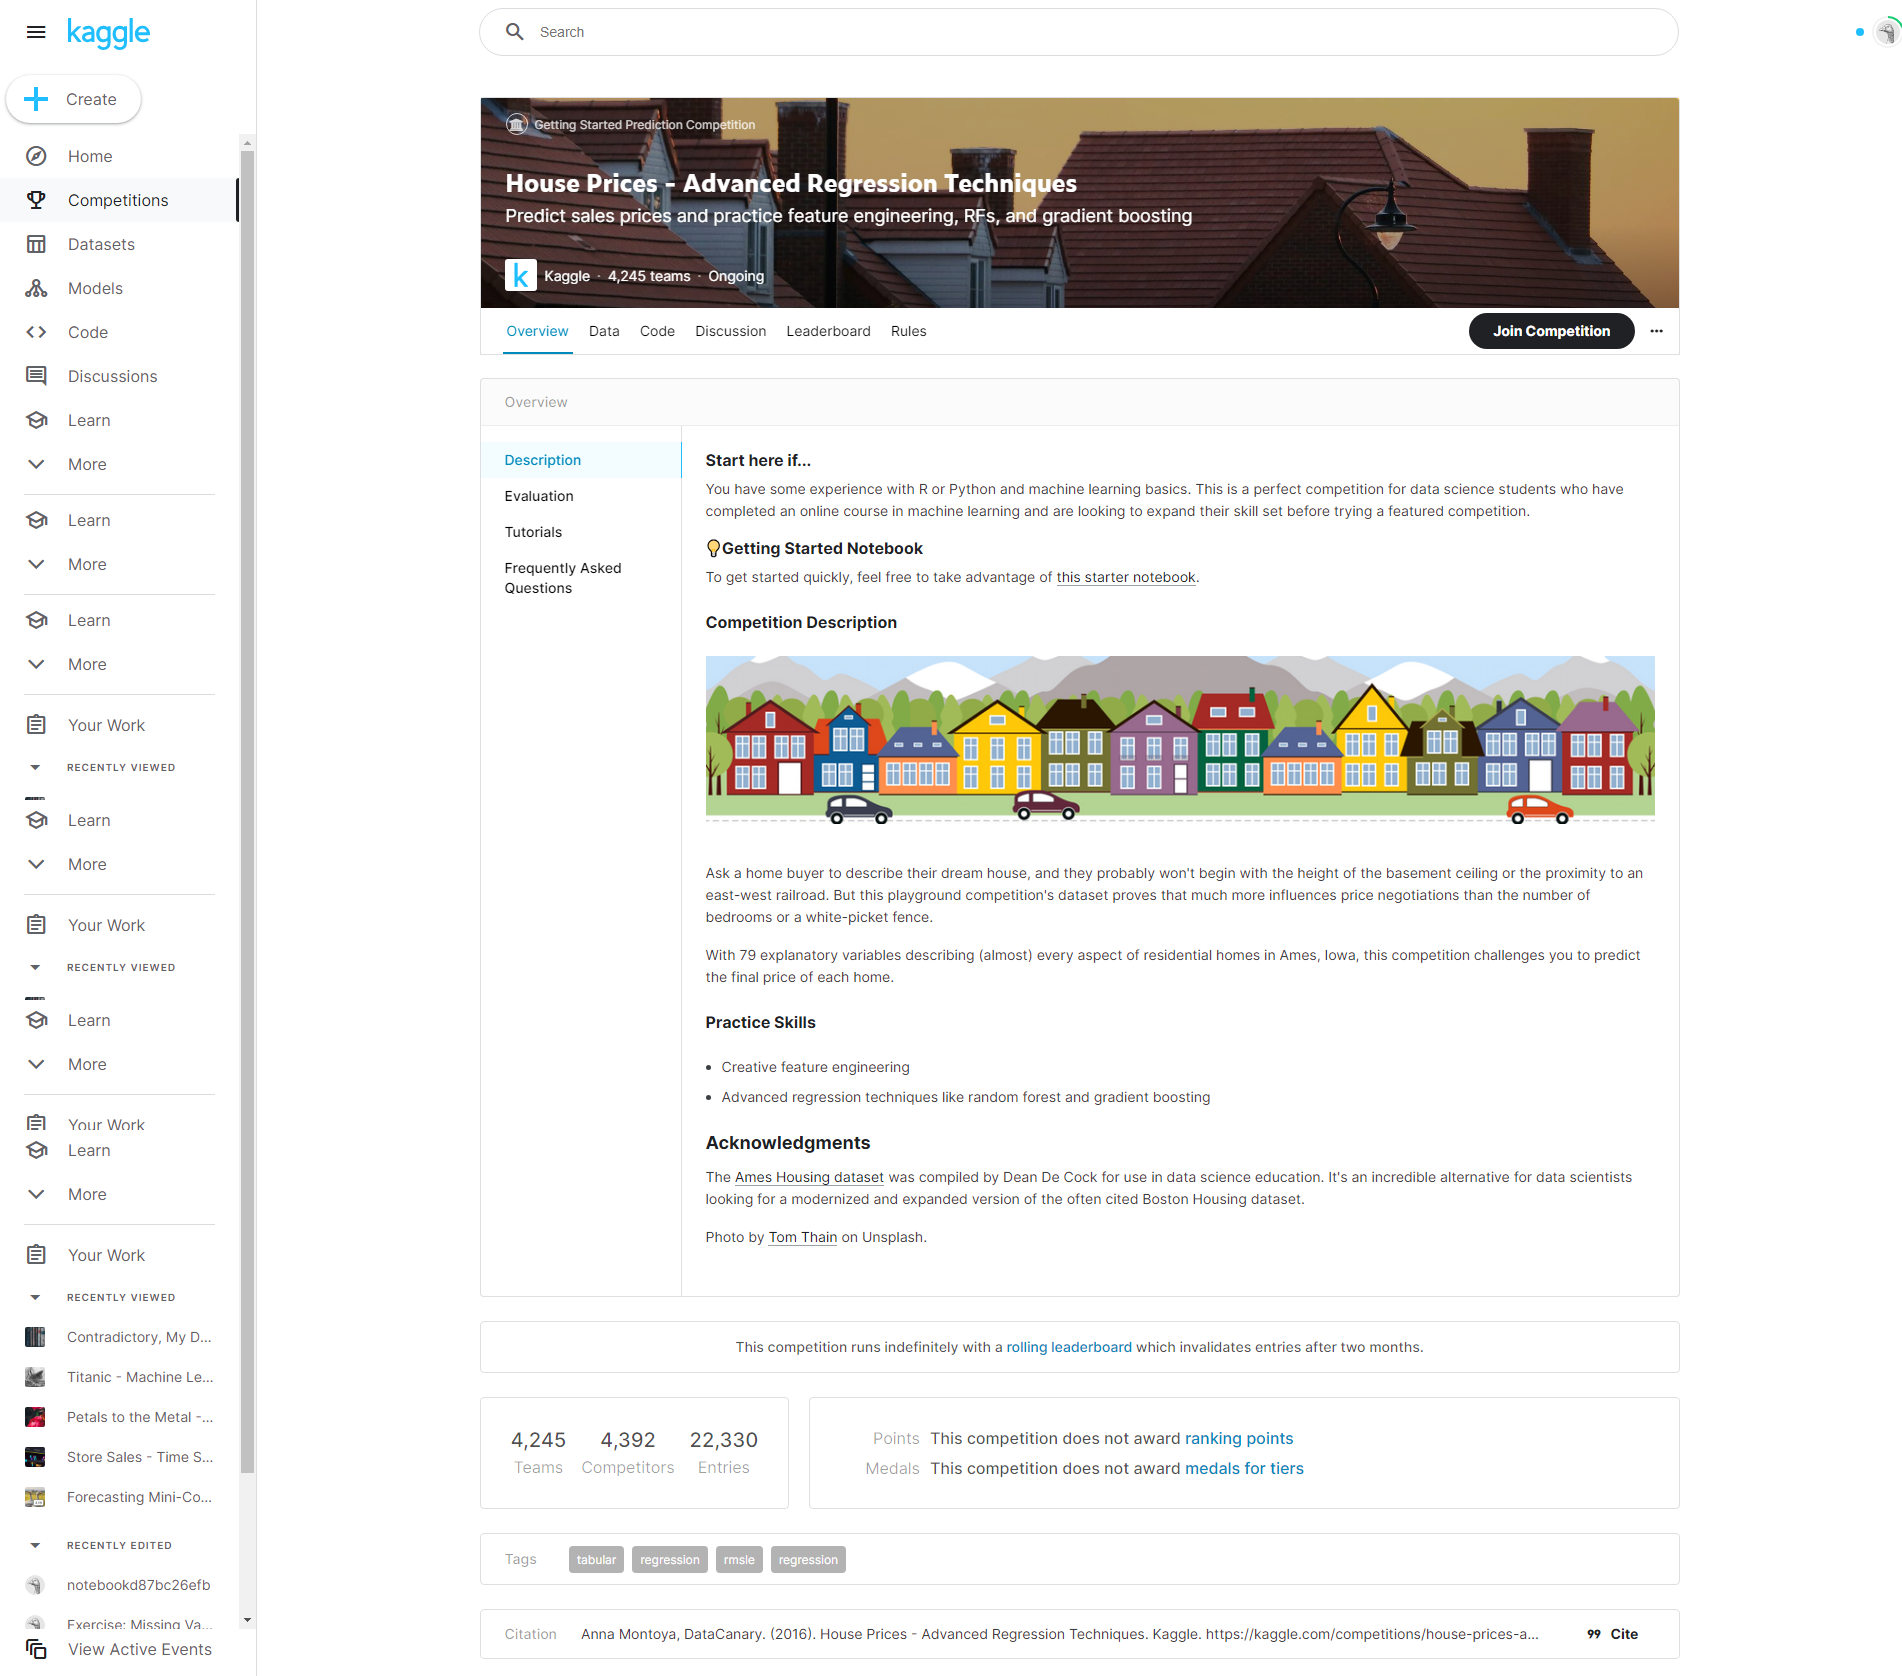 kaggle
Search
Create
Home
Competitions
Datasets
Models
Code
Discussions
Learn
More
Learn
More
Learn
More
Your Work
RECENTLY VIEWED
Learn
More
Your Work
RECENTLY VIEWED
Learn
More
Your Work
Learn
More
Your Work
RECENTLY VIEWED
Contradictory, My D...
Titanic - Machine Le...
Petals to the Metal -...
Store Sales - Time S...
Forecasting Mini-Co...
RECENTLY EDITED
notebookd87bc26efb
Exercise: Missing Va...
View Active Events
Getting Started Prediction Competition
House Prices - Advanced Regression Techniques
Predict sales prices and practice feature engineering, RFs, and gradient boosting
k Kaggle · 4,245 teams · Ongoing
Overview Data Code Discussion Leaderboard Rules Join Competition ...
Overview
Description
Evaluation
Tutorials
Frequently Asked
Questions
Start here if...
You have some experience with R or Python and machine learning basics. This is a perfect competition for data science students who have
completed an online course in machine learning and are looking to expand their skill set before trying a featured competition.
💡Getting Started Notebook
To get started quickly, feel free to take advantage of this starter notebook.
Competition Description
Ask a home buyer to describe their dream house, and they probably won't begin with the height of the basement ceiling or the proximity to an
east-west railroad. But this playground competition's dataset proves that much more influences price negotiations than the number of
bedrooms or a white-picket fence.
With 79 explanatory variables describing (almost) every aspect of residential homes in Ames, Iowa, this competition challenges you to predict
the final price of each home.
Practice Skills
• Creative feature engineering
• Advanced regression techniques like random forest and gradient boosting
Acknowledgments
The Ames Housing dataset was compiled by Dean De Cock for use in data science education. It's an incredible alternative for data scientists
looking for a modernized and expanded version of the often cited Boston Housing dataset.
Photo by Tom Thain on Unsplash.
This competition runs indefinitely with a rolling leaderboard which invalidates entries after two months.
4,245 4,392 22,330
Teams Competitors Entries
Points This competition does not award ranking points
Medals This competition does not award medals for tiers
Tags tabular regression rmsle regression
Citation Anna Montoya, DataCanary. (2016). House Prices - Advanced Regression Techniques. Kaggle. https://kaggle.com/competitions/house-prices-a... Cite